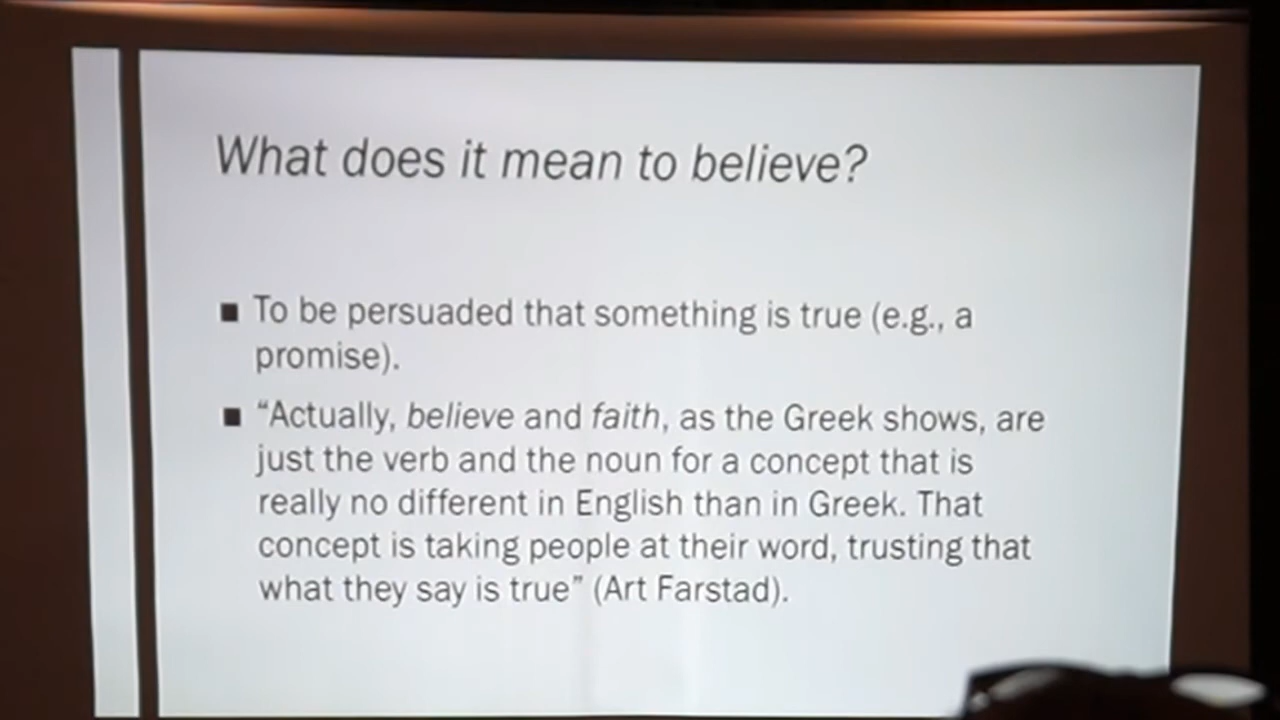 What does it mean to believe?
■ To be persuaded that something is true (e.g., a
promise).
■ “Actually, believe and faith, as the Greek shows, are
just the verb and the noun for a concept that is
really no different in English than in Greek. That
concept is taking people at their word, trusting that
what they say is true” (Art Farstad).